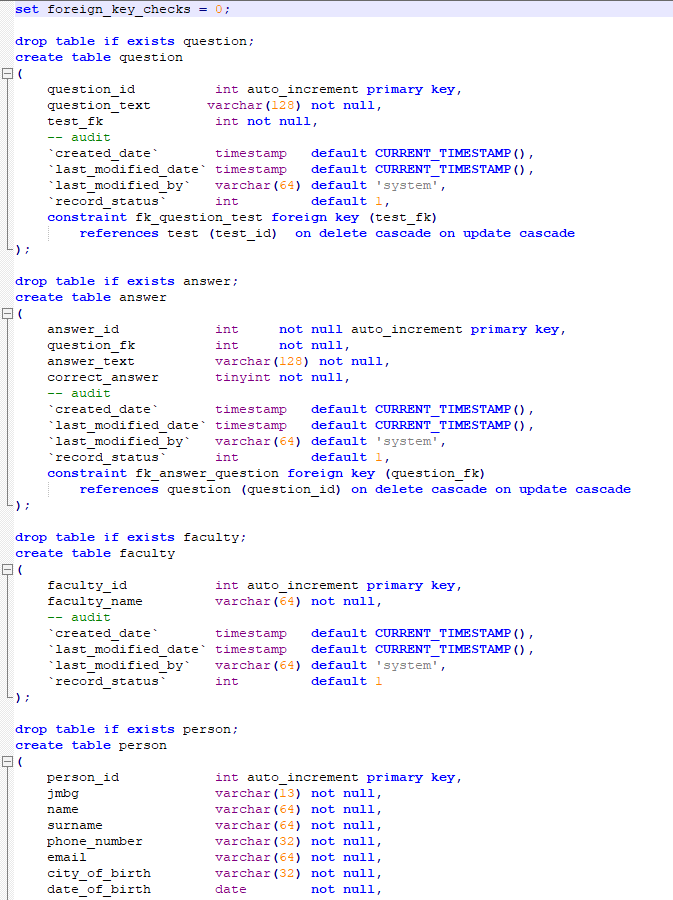 set foreign_key_checks = 0;

drop table if exists question;
create table question
(
    question_id          int auto_increment primary key,
    question_text       varchar(128) not null,
    test_fk              int not null,
    -- audit
    `created_date`       timestamp   default CURRENT_TIMESTAMP(),
    `last_modified_date` timestamp   default CURRENT_TIMESTAMP(),
    `last_modified_by`   varchar(64) default 'system',
    `record_status`      int         default 1,
    constraint fk_question_test foreign key (test_fk)
        references test (test_id)  on delete cascade on update cascade
);

drop table if exists answer;
create table answer
(
    answer_id            int     not null auto_increment primary key,
    question_fk          int     not null,
    answer_text          varchar(128) not null,
    correct_answer       tinyint not null,
    -- audit
    `created_date`       timestamp   default CURRENT_TIMESTAMP(),
    `last_modified_date` timestamp   default CURRENT_TIMESTAMP(),
    `last_modified_by`   varchar(64) default 'system',
    `record_status`      int         default 1,
    constraint fk_answer_question foreign key (question_fk)
        references question (question_id) on delete cascade on update cascade
);

drop table if exists faculty;
create table faculty
(
    faculty_id           int auto_increment primary key,
    faculty_name         varchar(64) not null,
    -- audit
    `created_date`       timestamp   default CURRENT_TIMESTAMP(),
    `last_modified_date` timestamp   default CURRENT_TIMESTAMP(),
    `last_modified_by`   varchar(64) default 'system',
    `record_status`      int         default 1
);

drop table if exists person;
create table person
(
    person_id            int auto_increment primary key,
    jmbg                 varchar(13) not null,
    name                 varchar(64) not null,
    surname              varchar(64) not null,
    phone_number         varchar(32) not null,
    email                varchar(64) not null,
    city_of_birth        varchar(32) not null,
    date_of_birth        date        not null,